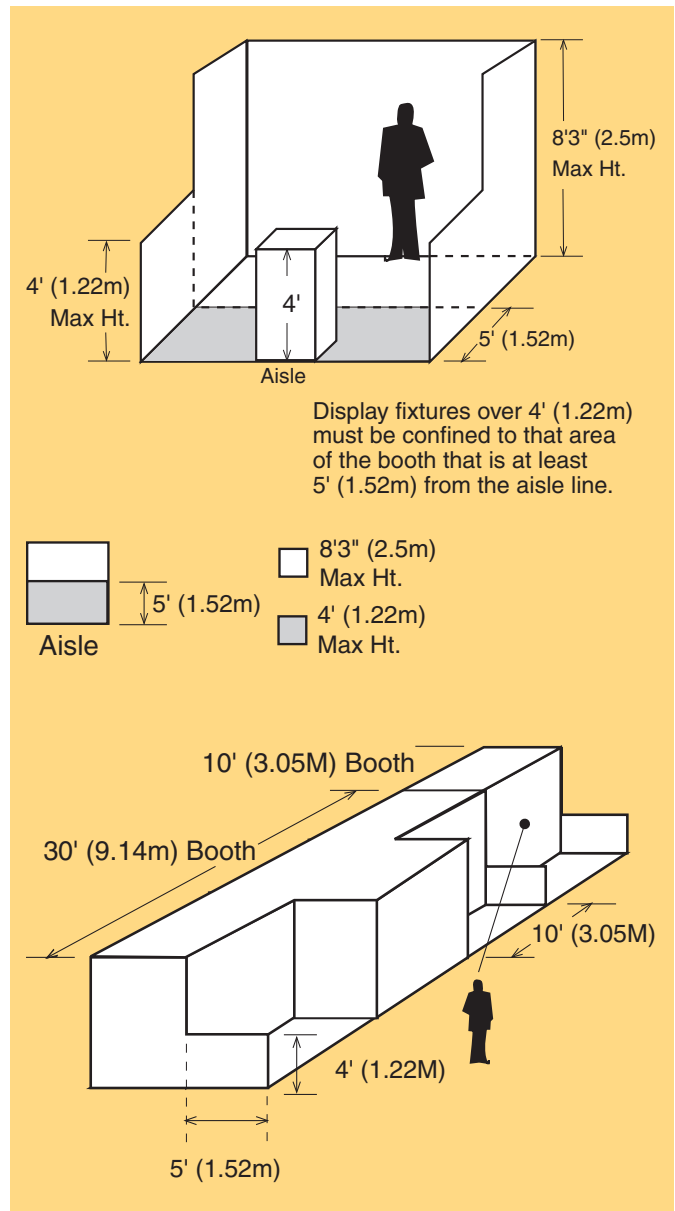 8'3" (2.5m)
Max Ht.
4' (1.22m)
Max Ht.
4'
5' (1.52m)
Aisle
Display fixtures over 4' (1.22m)
must be confined to that area
of the booth that is at least
5' (1.52m) from the aisle line.
8'3" (2.5m)
Max Ht.
5' (1.52m)
4' (1.22m)
Max Ht.
Aisle
10' (3.05M) Booth
30' (9.14m) Booth
10' (3.05M)
4' (1.22M)
5' (1.52m)